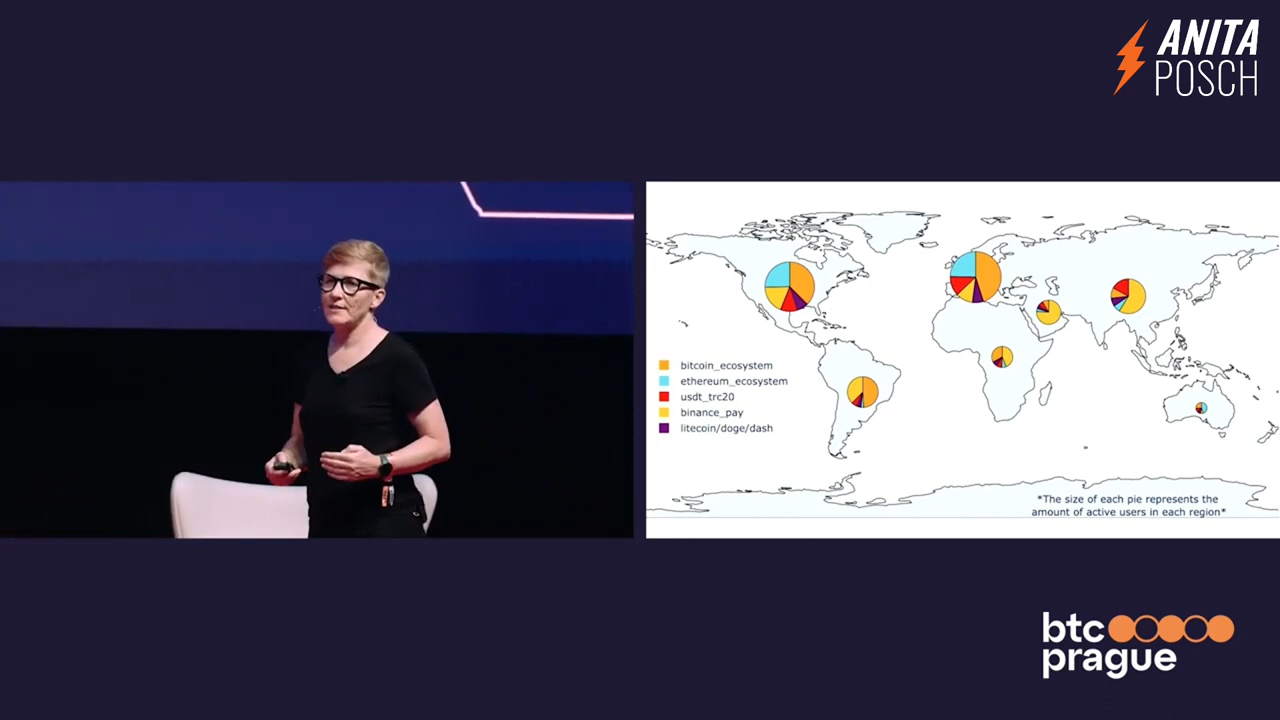 ANITA
POSCH
bitcoin_ecosystem
ethereum_ecosystem
usdt_trc20
binance_pay
litecoin/doge/dash
*The size of each pie represents the
amount of active users in each region*
btc
prague